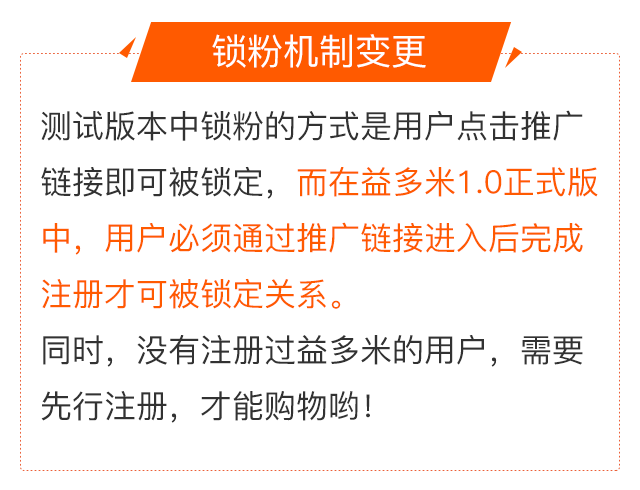 锁粉机制变更
测试版本中锁粉的方式是用户点击推广
链接即可被锁定，而在益多米1.0正式版
中，用户必须通过推广链接进入后完成
注册才可被锁定关系。
同时，没有注册过益多米的用户，需要
先行注册，才能购物哟！